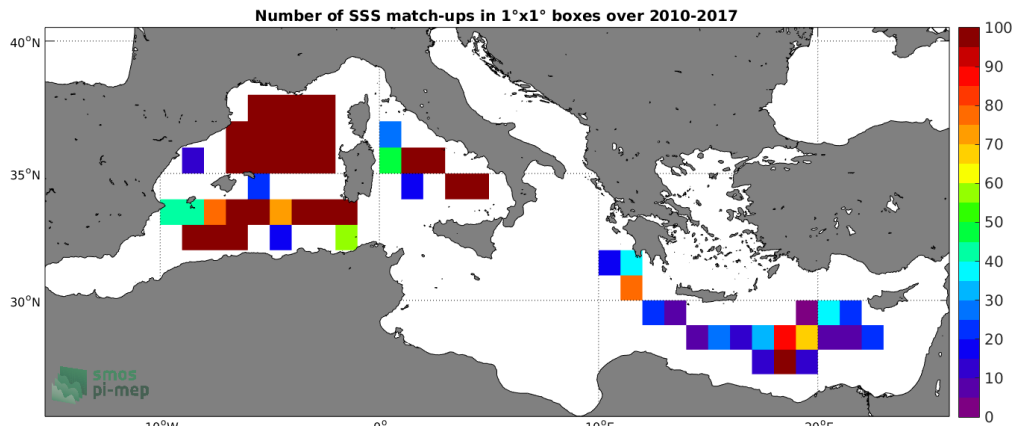 Number of SSS match-ups in 1°x1° boxes over 2010-2017
40°N
35°N
30°N
10°W
0°
10°E
20°E
100
90
80
70
60
50
40
30
20
10
0
smos
pi-mep